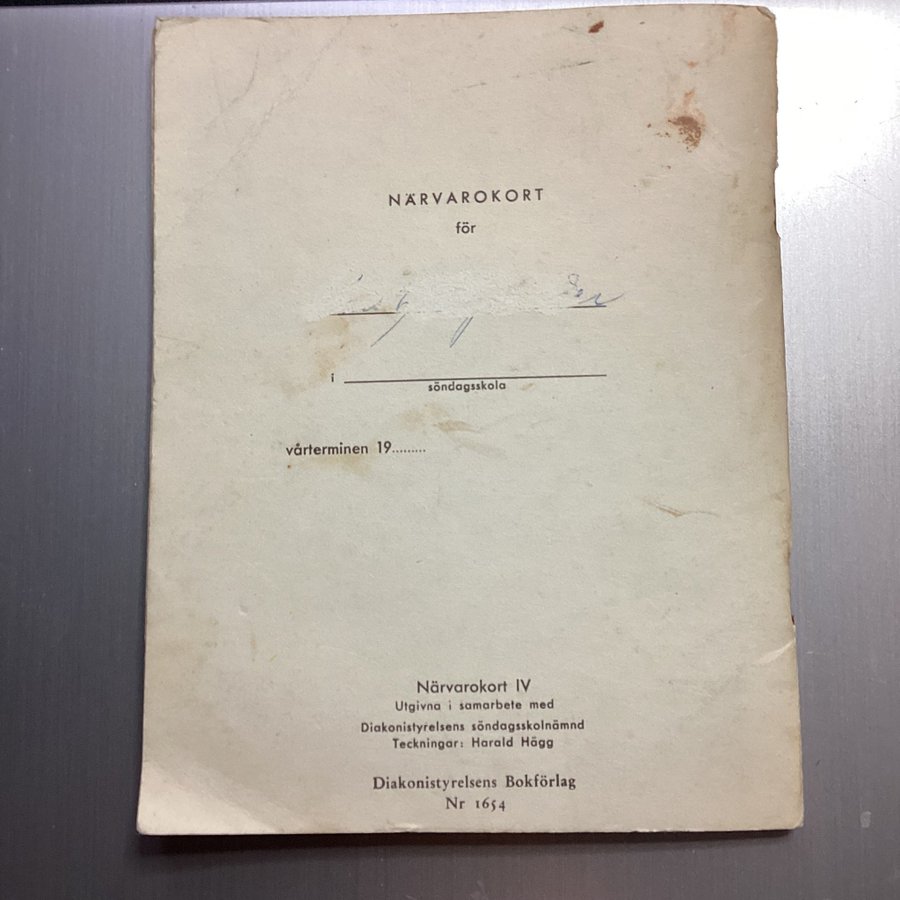 NÄRVAROKORT
för
i
söndagsskola
vårterminen 19.........
Närvarokort IV
Utgivna i samarbete med
Diakonistyrelsens söndagsskolnämnd
Teckningar: Harald Hägg
Diakonistyrelsens Bokförlag
Nr 1654